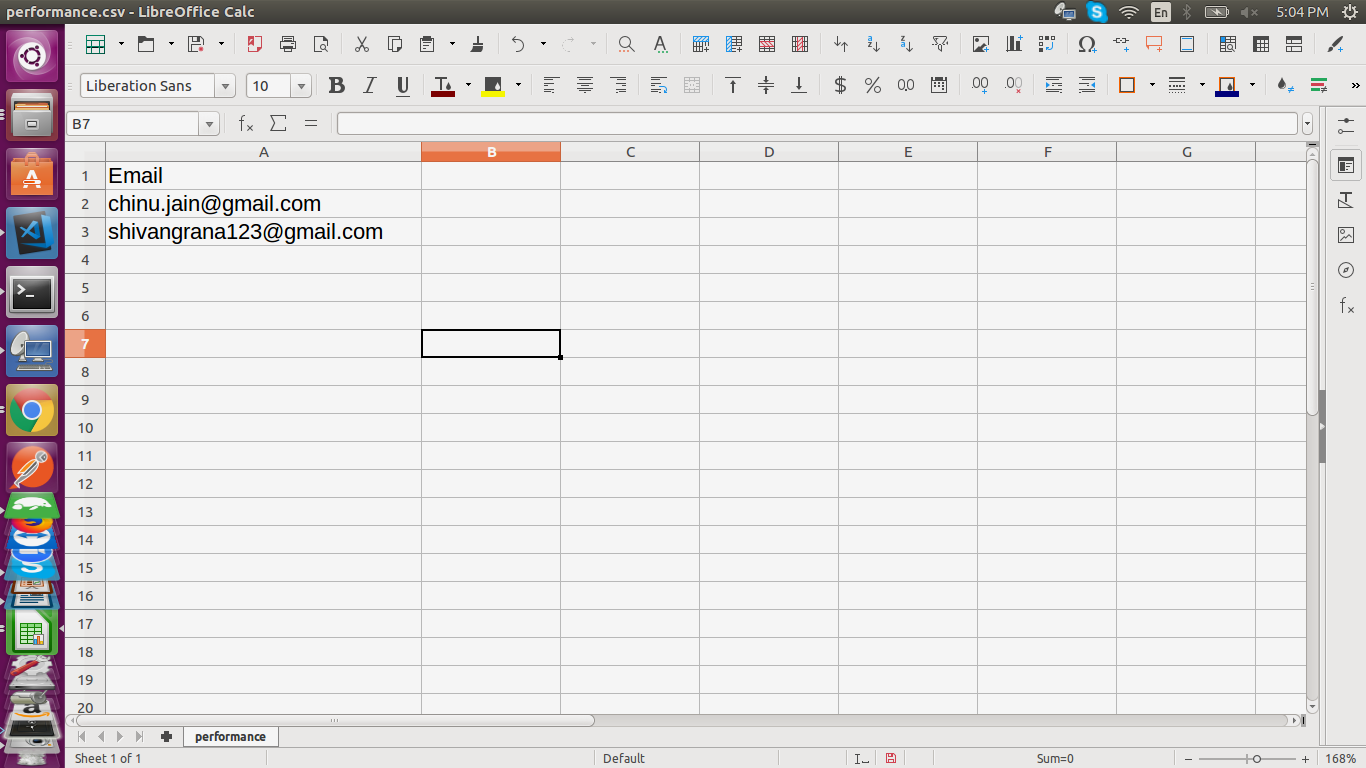 performance.csv - LibreOffice Calc
En
5:04 PM
Liberation Sans
10
B7
A B C D E F G
1 Email
2 chinu.jain@gmail.com
3 shivangrana123@gmail.com
4
5
6
7
8
9
10
11
12
13
14
15
16
17
18
19
20
performance
Sheet 1 of 1
Default
Sum=0
168%